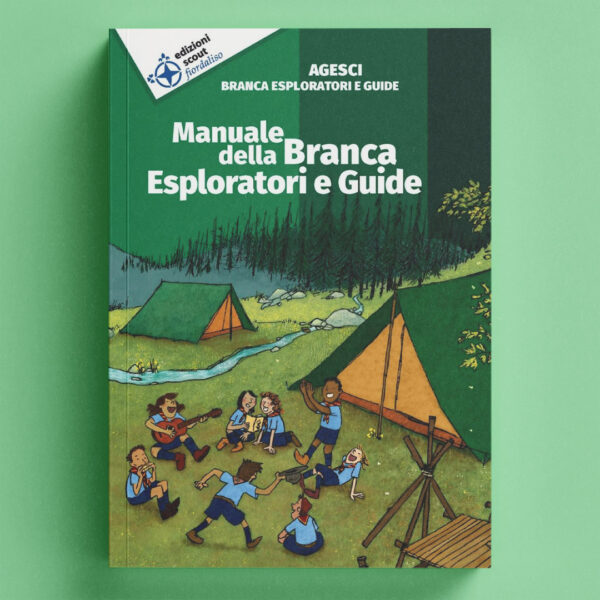 edizioni
scout
fiordaliso
AGESCI
BRANCA ESPLORATORI E GUIDE
Manuale
della Branca
Esploratori e Guide